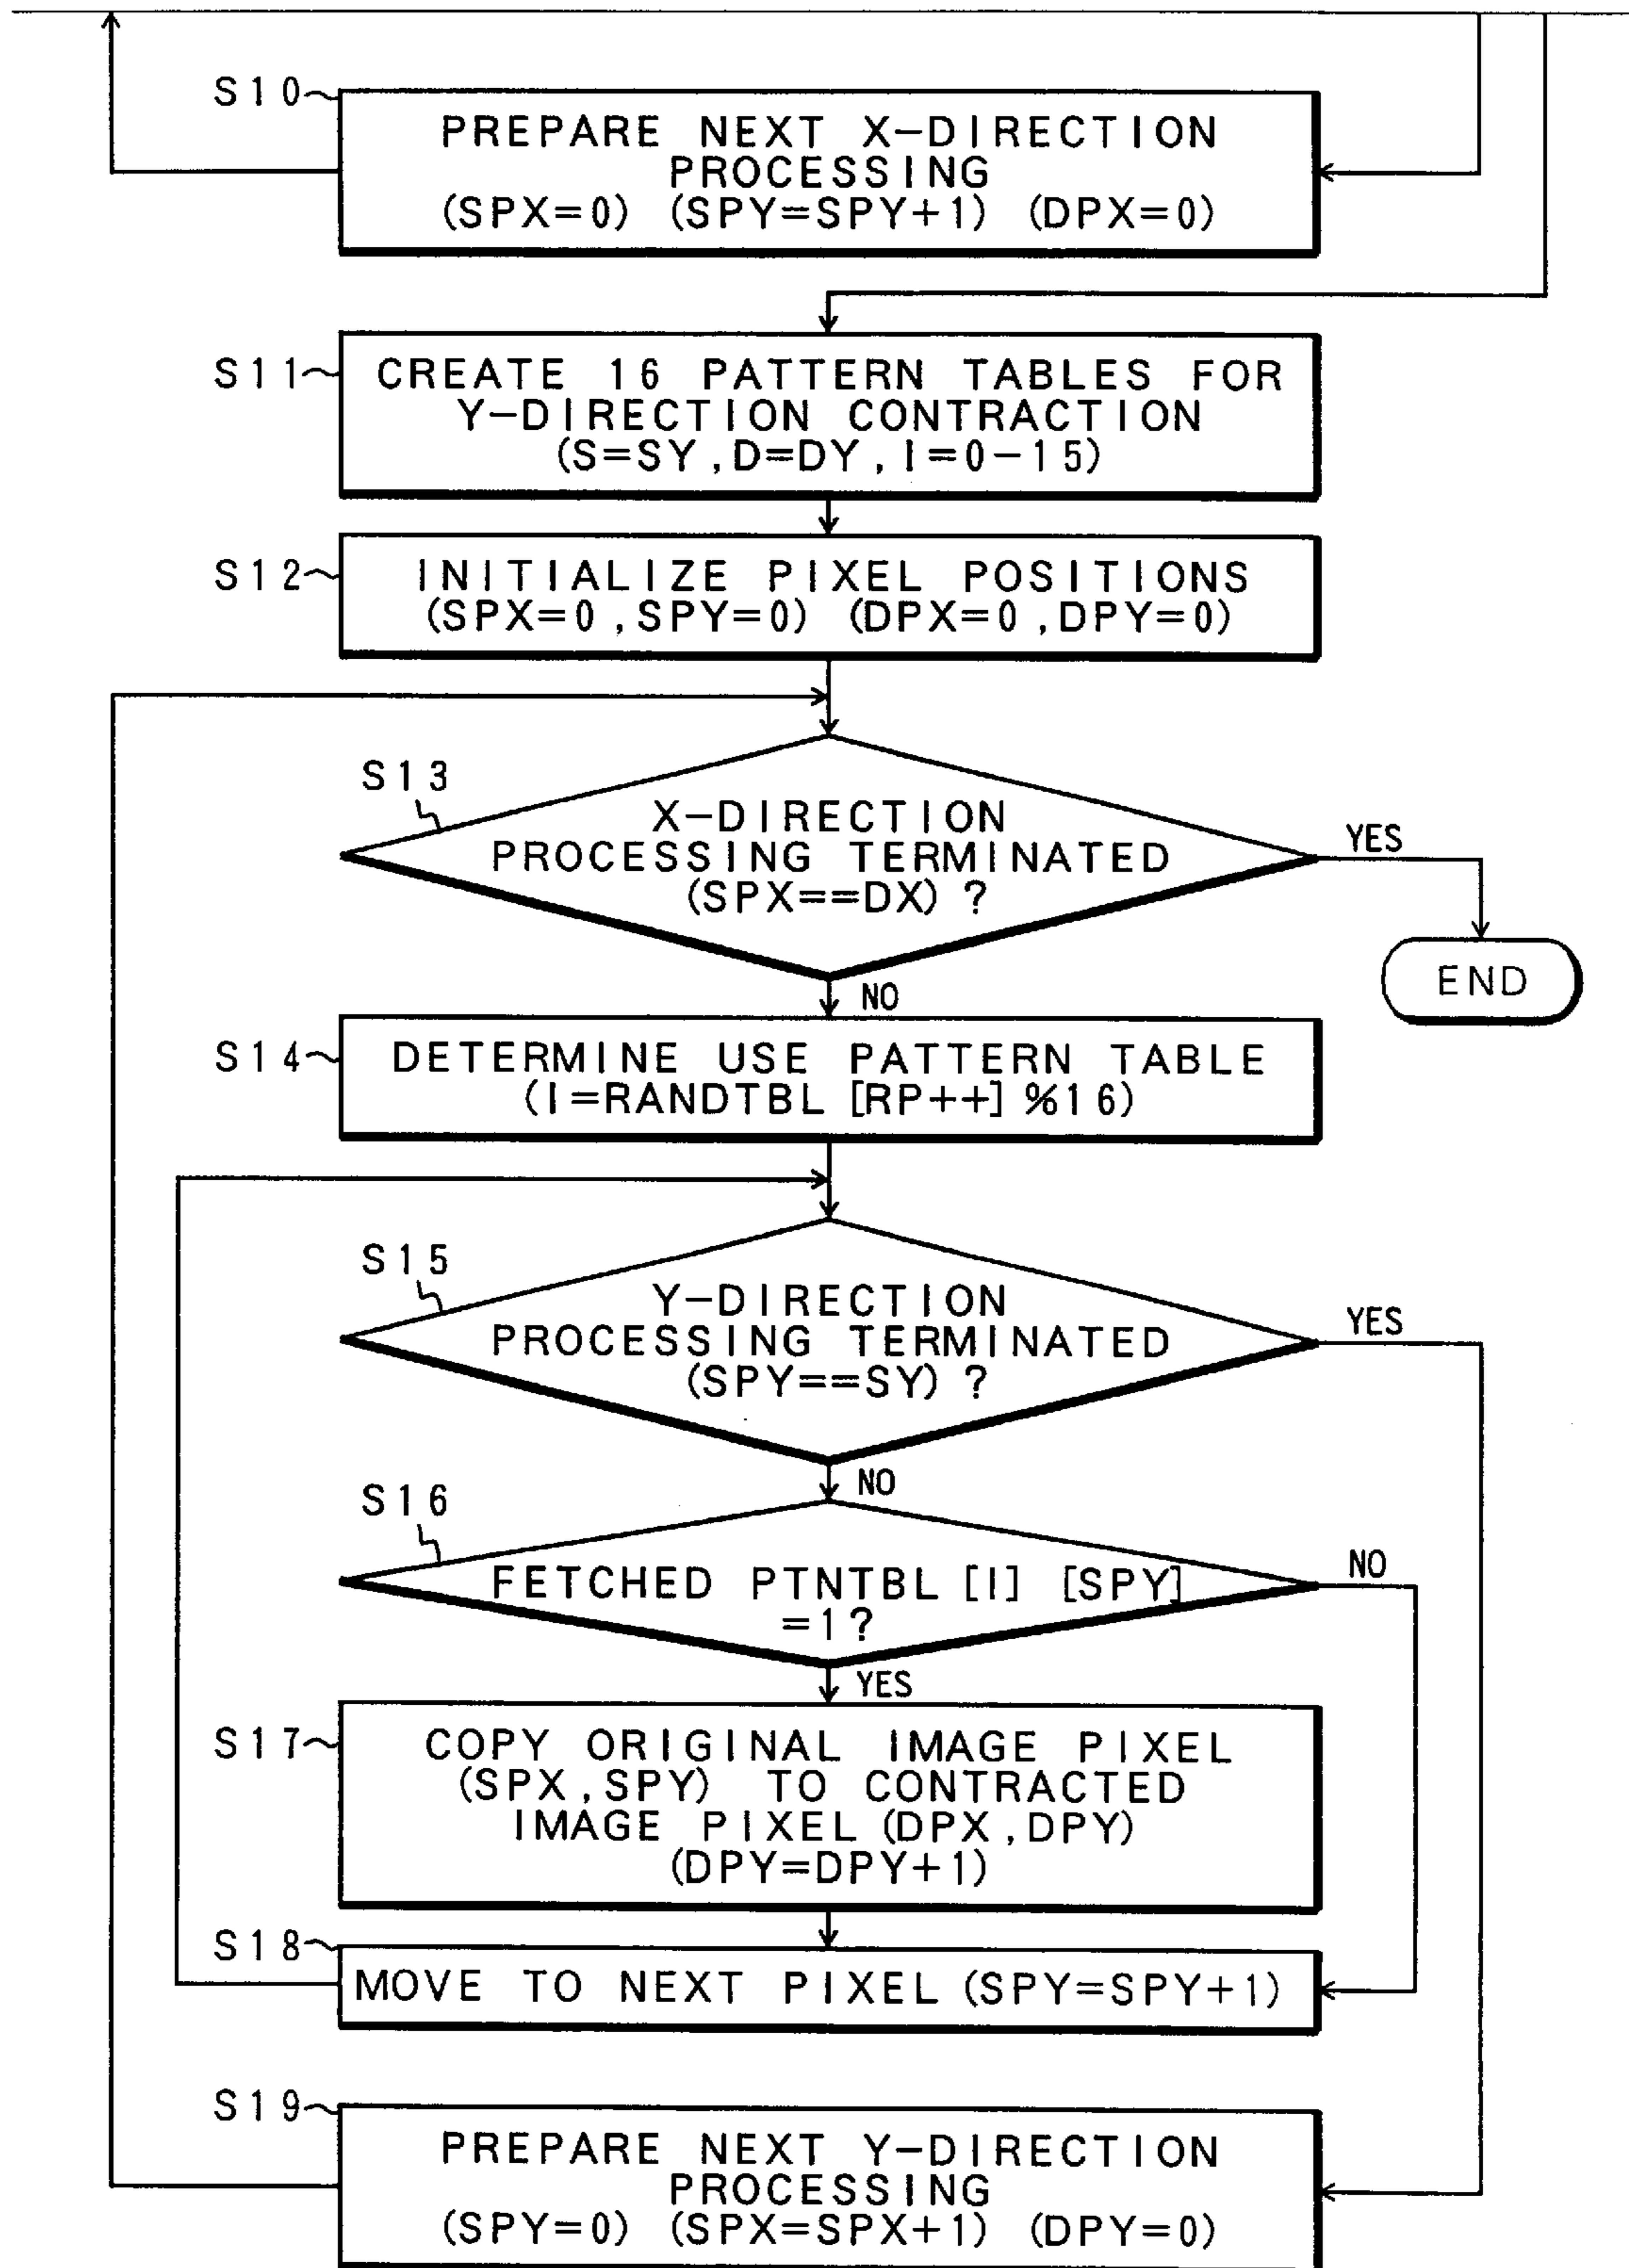 S10
PREPARE NEXT X-DIRECTION
PROCESSING
(SPX=0) (SPY=SPY+1) (DPX=0)
S11
CREATE 16 PATTERN TABLES FOR
Y-DIRECTION CONTRACTION
(S=SY,D=DY,I=0-15)
S12
INITIALIZE PIXEL POSITIONS
(SPX=0,SPY=0) (DPX=0,DPY=0)
S13
X-DIRECTION
PROCESSING TERMINATED
(SPX==DX)?
YES
END
NO
S14
DETERMINE USE PATTERN TABLE
(I=RANDTBL[RP++]%16)
S15
Y-DIRECTION
PROCESSING TERMINATED
(SPY==SY)?
YES
NO
S16
FETCHED PTNTBL[I][SPY]
=1?
NO
YES
S17
COPY ORIGINAL IMAGE PIXEL
(SPX,SPY) TO CONTRACTED
IMAGE PIXEL(DPX,DPY)
(DPY=DPY+1)
S18
MOVE TO NEXT PIXEL(SPY=SPY+1)
S19
PREPARE NEXT Y-DIRECTION
PROCESSING
(SPY=0) (SPX=SPX+1) (DPY=0)